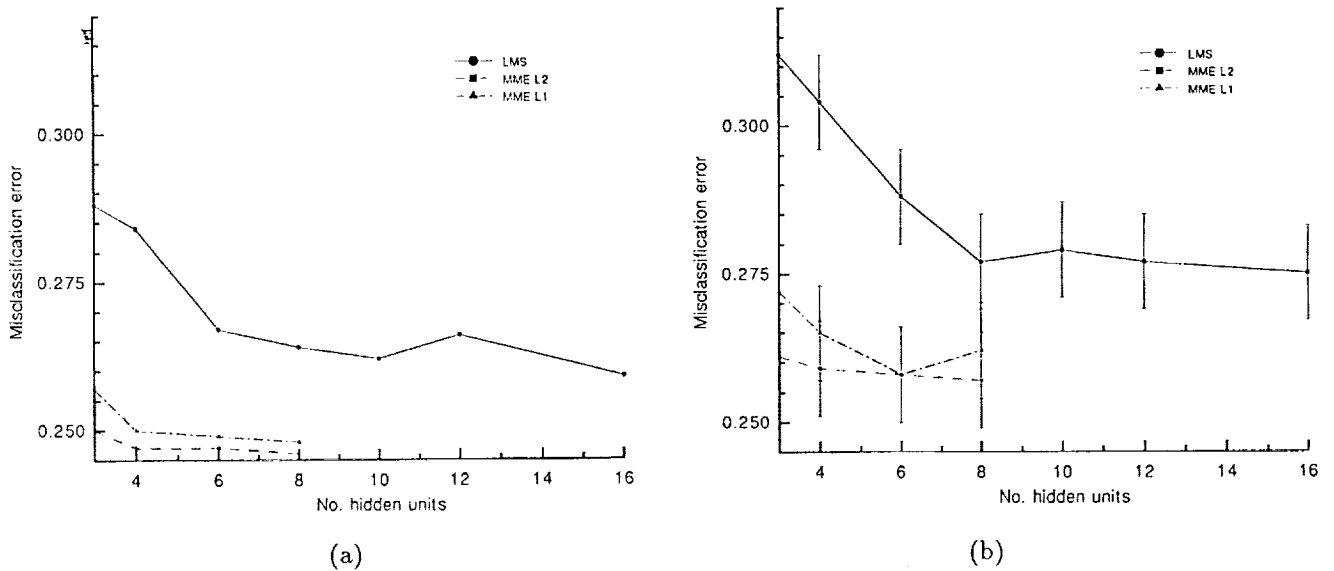 LMS
MME L2
MME L1
0.300
0.275
0.250
Misclassification error
4 6 8 10 12 14 16
No. hidden units
(a)
LMS
MME L2
MME L1
0.300
0.275
0.250
Misclassification error
4 6 8 10 12 14 16
No. hidden units
(b)